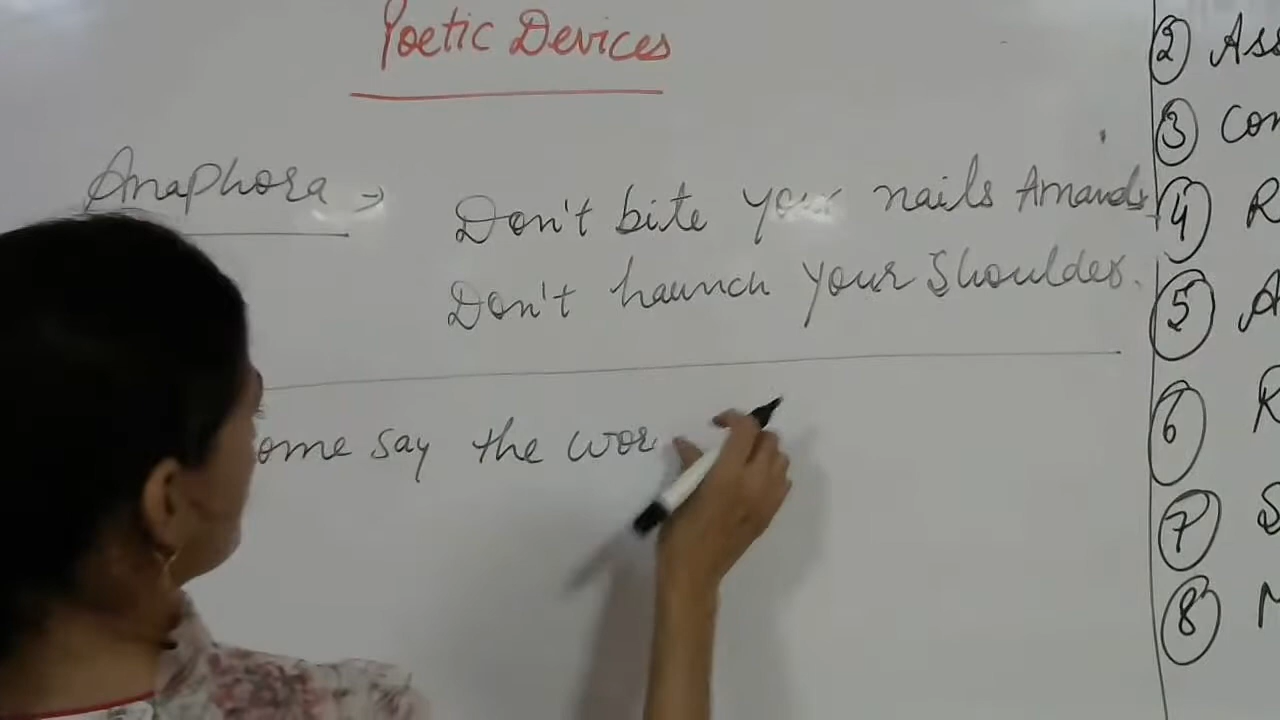 Poetic Devices
Anaphora → Don't bite your nails Amanda
Don't haunch your Shoulder.
ome say the wor
② Ass
③ Con
④ R
⑤ A
⑥ R
⑦ S
⑧